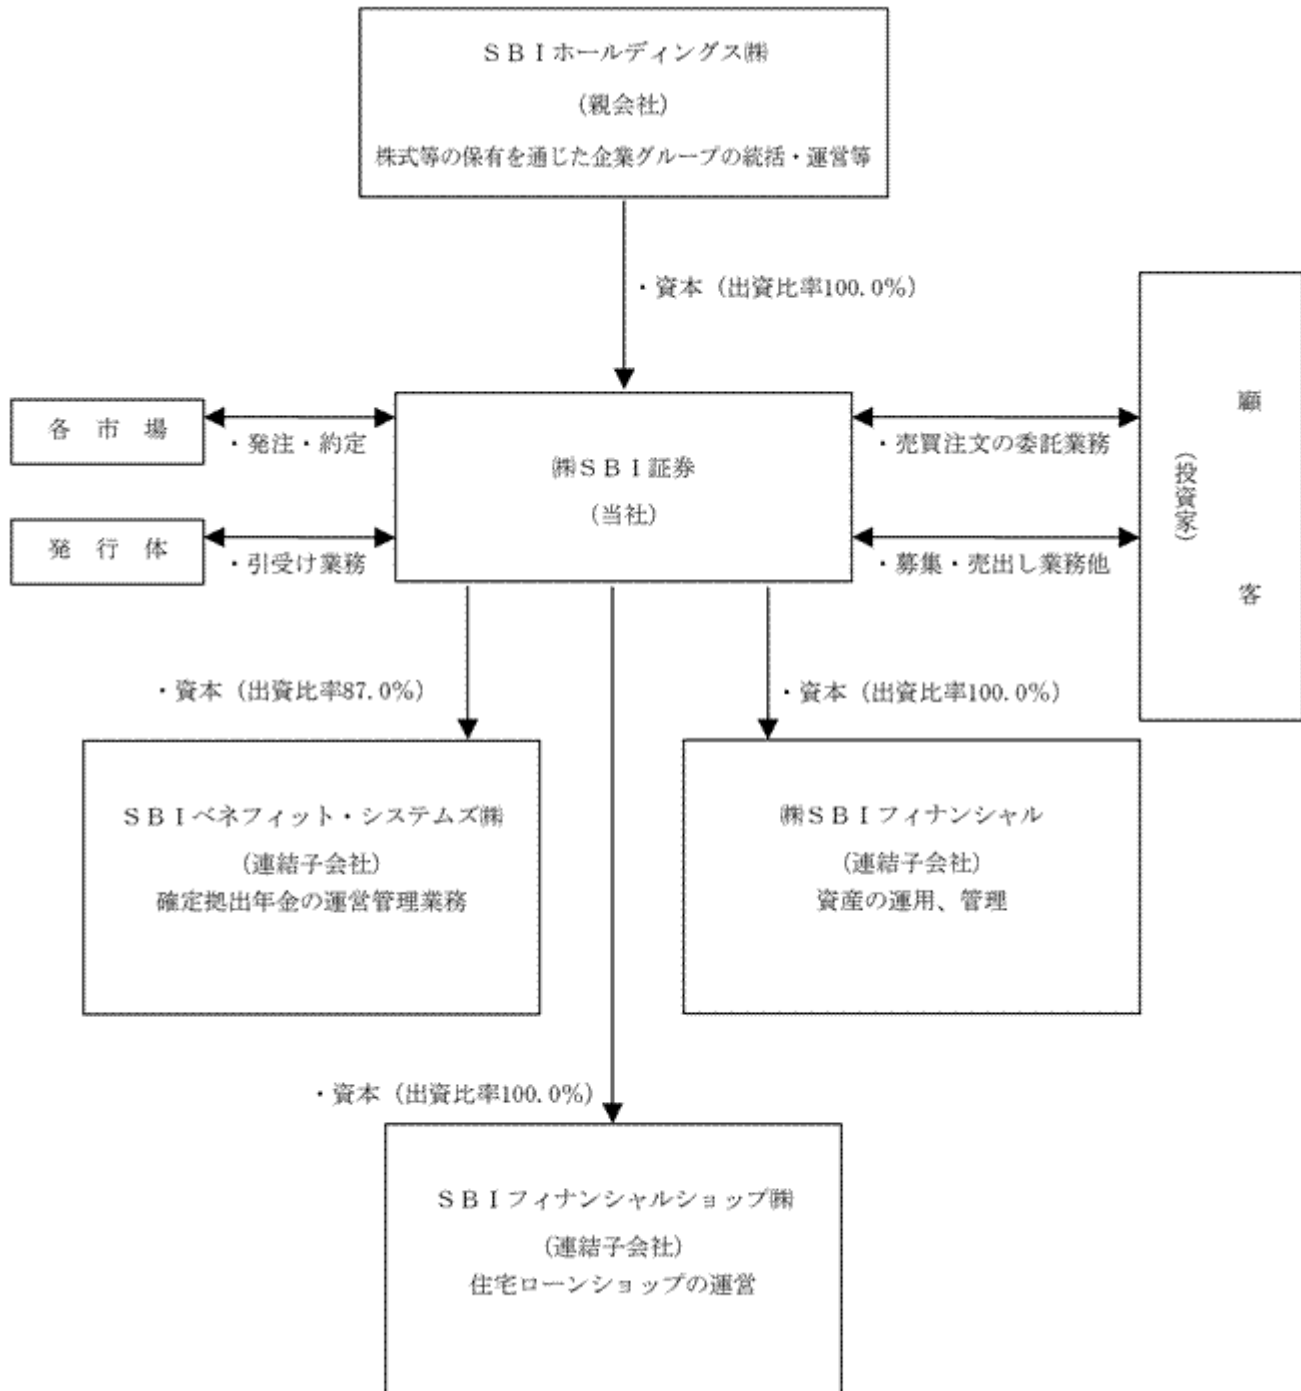 ＳＢＩホールディングス㈱
（親会社）
株式等の保有を通じた企業グループの統括・運営等
・資本（出資比率100.0%）
各　市　場
・発注・約定
発　行　体
・引受け業務
㈱ＳＢＩ証券
（当社）
・売買注文の委託業務
・募集・売出し業務他
顧　客
（投資家）
・資本（出資比率87.0%）
・資本（出資比率100.0%）
ＳＢＩベネフィット・システムズ㈱
（連結子会社）
確定拠出年金の運営管理業務
㈱ＳＢＩフィナンシャル
（連結子会社）
資産の運用、管理
・資本（出資比率100.0%）
ＳＢＩフィナンシャルショップ㈱
（連結子会社）
住宅ローンショップの運営